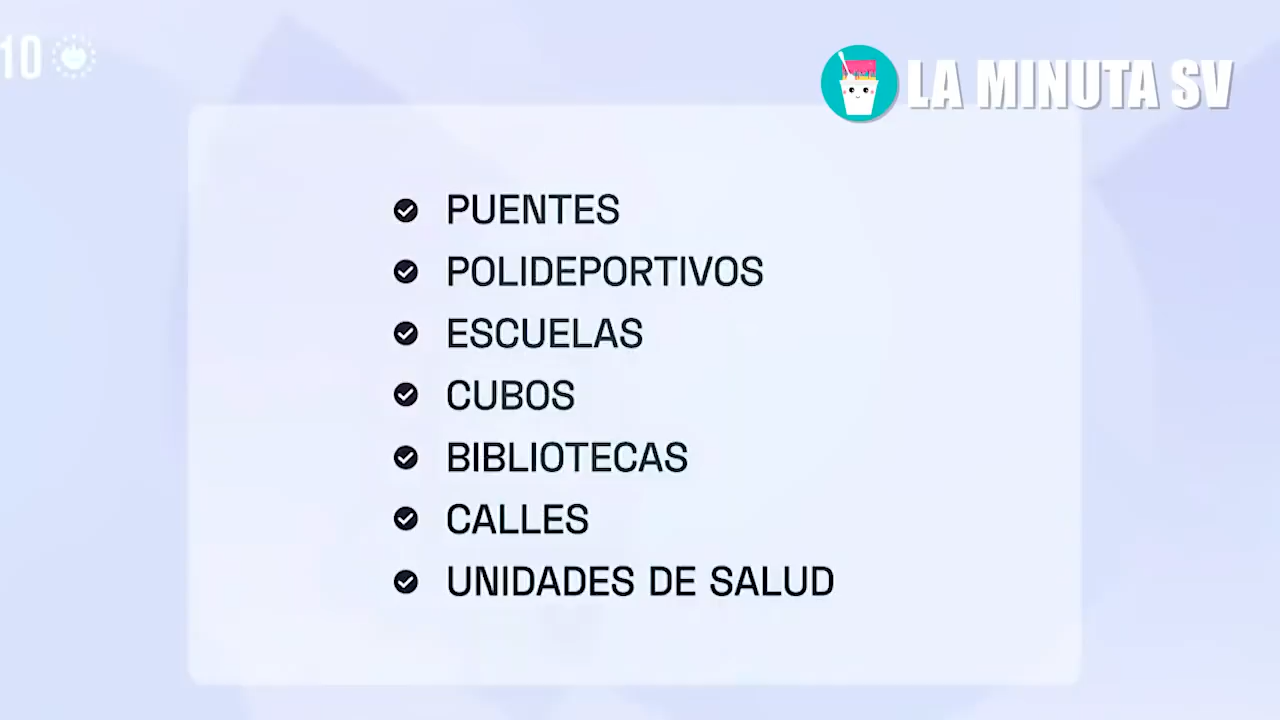 10
LA MINUTA SV
PUENTES
POLIDEPORTIVOS
ESCUELAS
CUBOS
BIBLIOTECAS
CALLES
UNIDADES DE SALUD